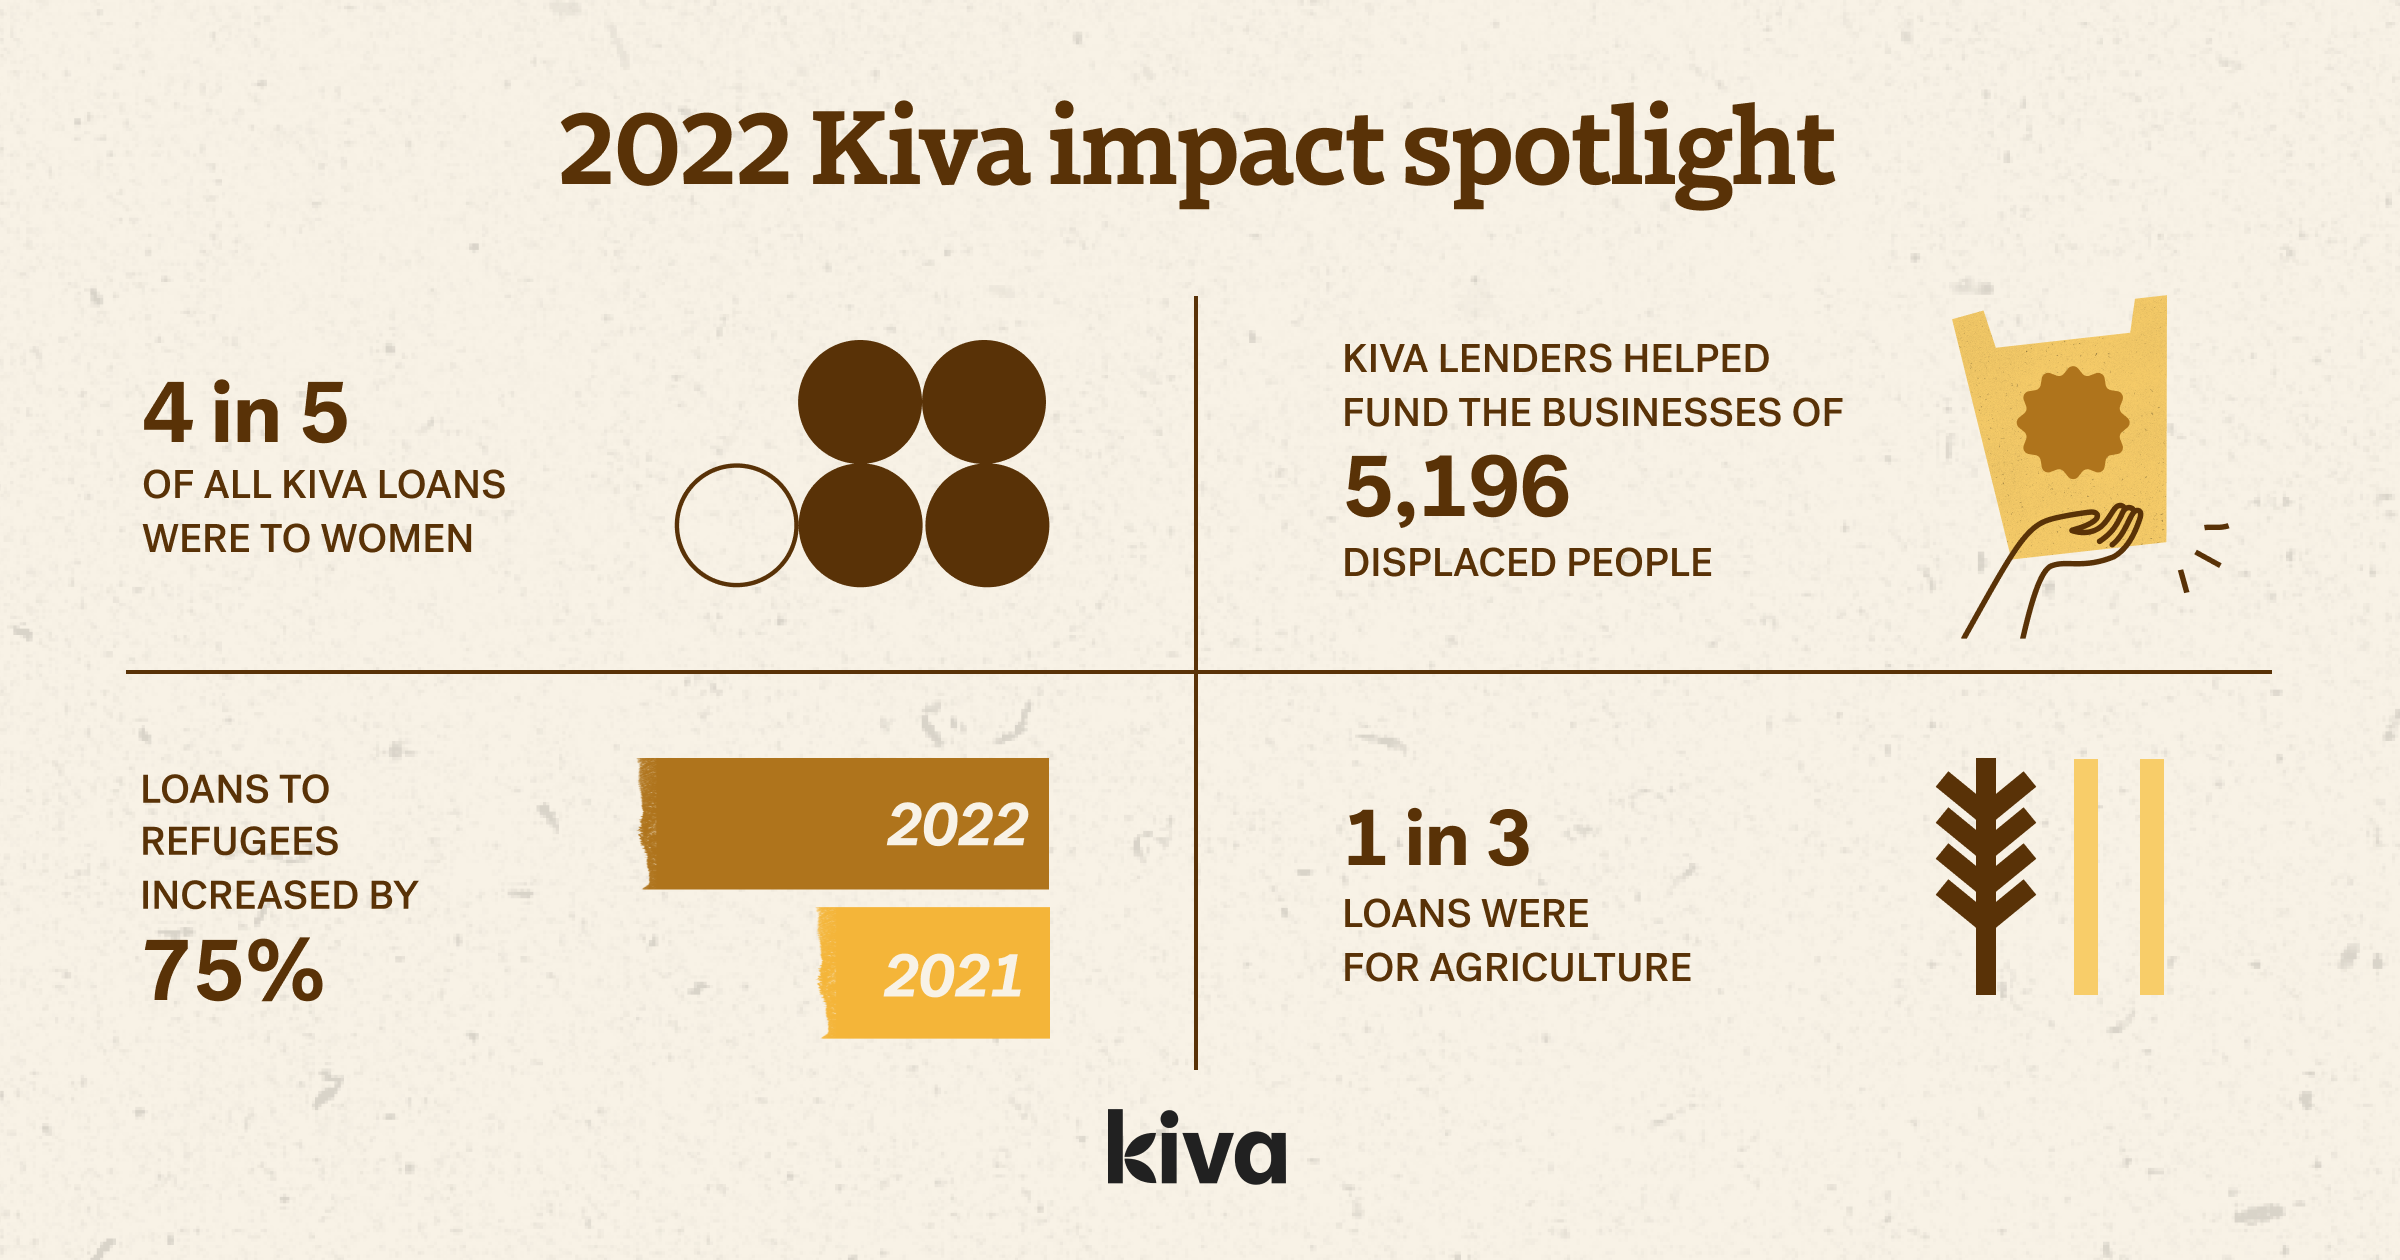 2022 Kiva impact spotlight
4 in 5
OF ALL KIVA LOANS
WERE TO WOMEN
KIVA LENDERS HELPED
FUND THE BUSINESSES OF
5,196
DISPLACED PEOPLE
LOANS TO
REFUGEES
INCREASED BY
75%
2022
2021
1 in 3
LOANS WERE
FOR AGRICULTURE
kiva